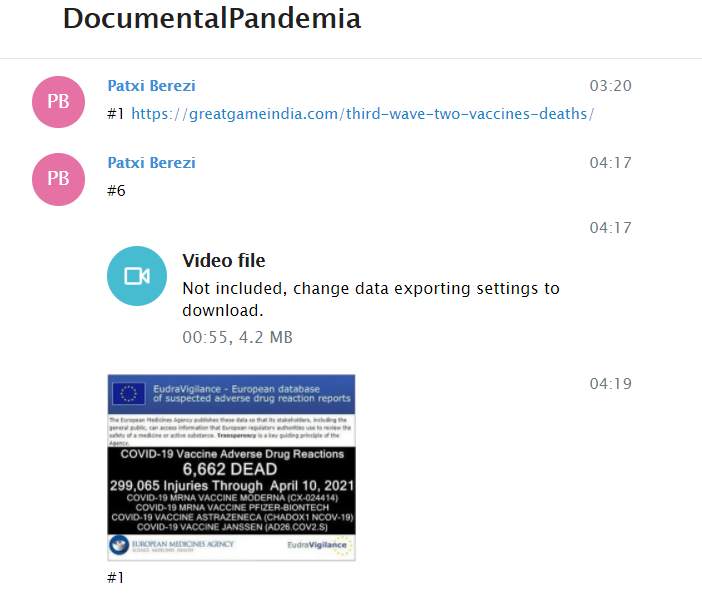 DocumentalPandemia
PB
Patxi Berezi
03:20
#1 https://greatgameindia.com/third-wave-two-vaccines-deaths/
PB
Patxi Berezi
04:17
#6
04:17
Video file
Not included, change data exporting settings to
download.
00:55, 4.2 MB
04:19
EudraVigilance - European database
of suspected adverse drug reaction reports
The European Medicines Agency publishes these data so that its stakeholders, including the
general public, can access information that European regulatory authorities use to review the
safety of a medicine or active substance. Transparency is a key guiding principle of the
Agency.
COVID-19 Vaccine Adverse Drug Reactions
6,662 DEAD
299,065 Injuries Through April 10, 2021
COVID-19 MRNA VACCINE MODERNA (CX-024414)
COVID-19 MRNA VACCINE PFIZER-BIONTECH
COVID-19 VACCINE ASTRAZENECA (CHADOX1 NCOV-19)
COVID-19 VACCINE JANSSEN (AD26.COV2.S)
EUROPEAN MEDICINES AGENCY
SCIENCE MEDICINES HEALTH
EudraVigilance
#1